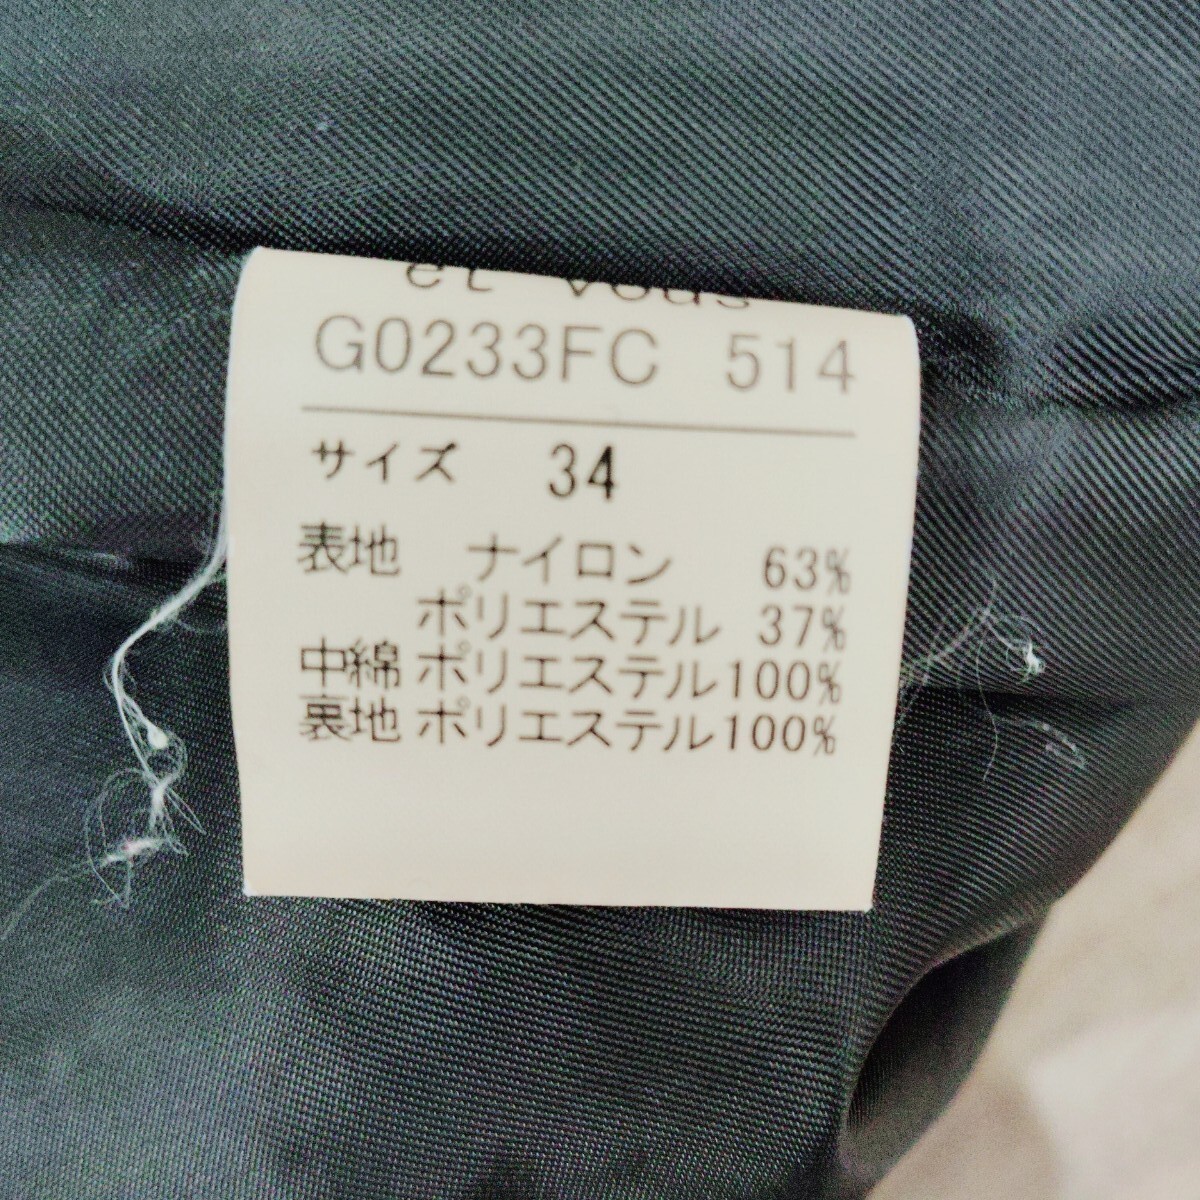 et vous
G0233FC 514
サイズ 34
表地 ナイロン 63%
ポリエステル 37%
中綿 ポリエステル100%
裏地 ポリエステル100%